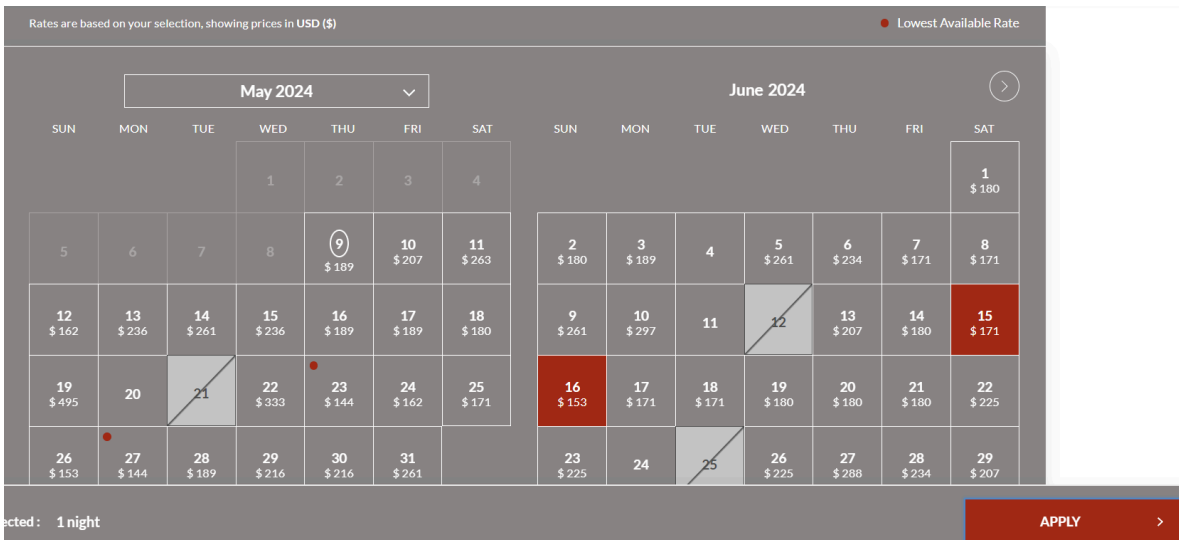 Rates are based on your selection, showing prices in USD ($)
Lowest Available Rate
May 2024
SUN MON TUE WED THU FRI SAT
1 2 3 4
5 6 7 8 9 10 11
$ 189 $ 207 $ 263
12 13 14 15 16 17 18
$ 162 $ 236 $ 261 $ 236 $ 189 $ 189 $ 180
19 20 21 22 23 24 25
$ 495 $ 333 $ 144 $ 162 $ 171
26 27 28 29 30 31
$ 153 $ 144 $ 189 $ 216 $ 216 $ 261
June 2024
SUN MON TUE WED THU FRI SAT
1
$ 180
2 3 4 5 6 7 8
$ 180 $ 189 $ 261 $ 234 $ 171 $ 171
9 10 11 12 13 14 15
$ 261 $ 297 $ 207 $ 180 $ 171
16 17 18 19 20 21 22
$ 153 $ 171 $ 171 $ 180 $ 180 $ 180 $ 225
23 24 25 26 27 28 29
$ 225 $ 225 $ 288 $ 234 $ 207
ected : 1 night
APPLY